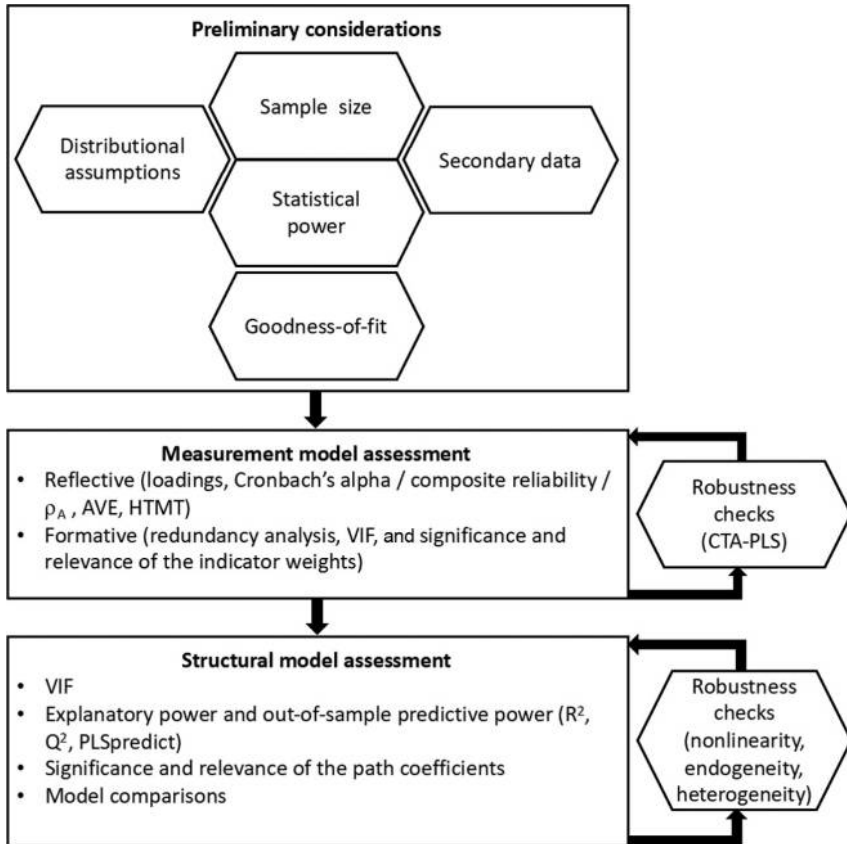 Preliminary considerations
Sample size
Distributional
assumptions
Secondary data
Statistical
power
Goodness-of-fit
Measurement model assessment
• Reflective (loadings, Cronbach's alpha / composite reliability /
ρA , AVE, HTMT)
• Formative (redundancy analysis, VIF, and significance and
relevance of the indicator weights)
Robustness
checks
(CTA-PLS)
Structural model assessment
• VIF
• Explanatory power and out-of-sample predictive power (R²,
Q², PLSpredict)
• Significance and relevance of the path coefficients
• Model comparisons
Robustness
checks
(nonlinearity,
endogeneity,
heterogeneity)